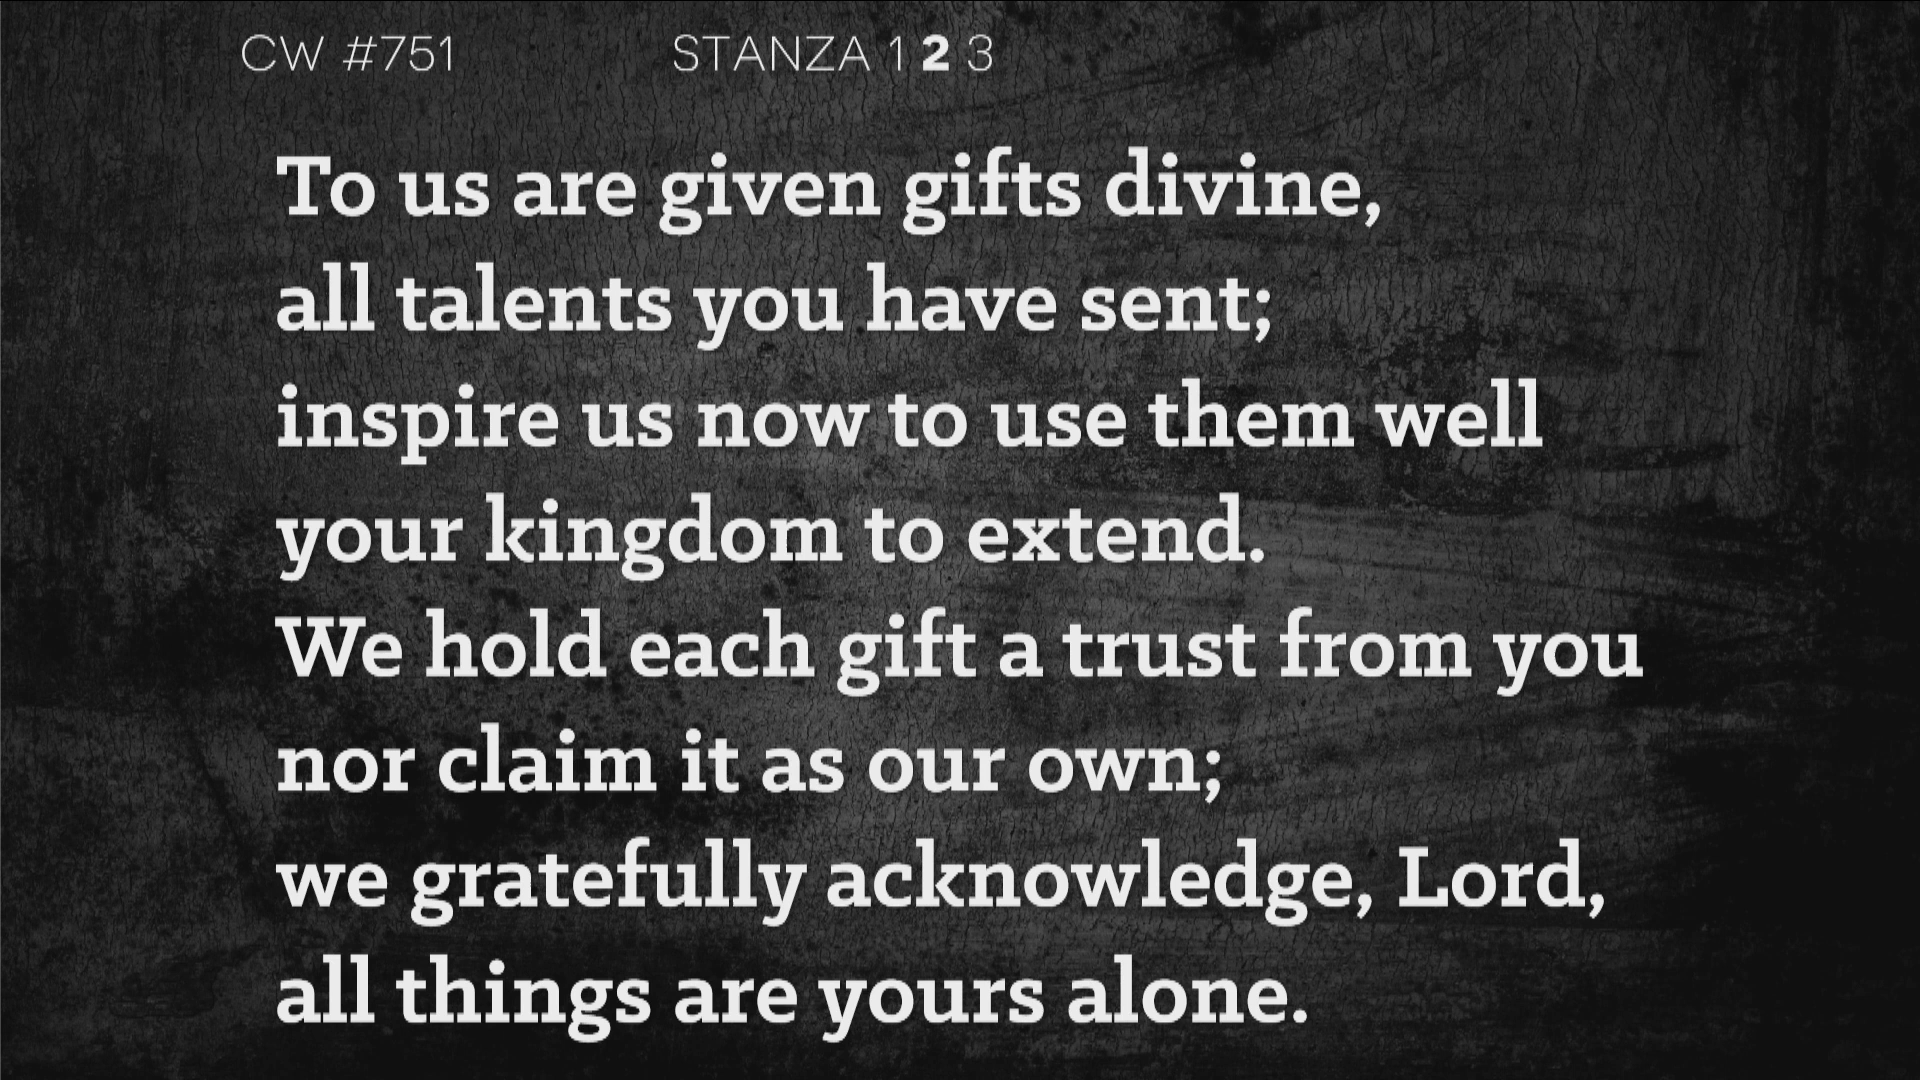 CW #751 STANZA 1 2 3
To us are given gifts divine,
all talents you have sent;
inspire us now to use them well
your kingdom to extend.
We hold each gift a trust from you
nor claim it as our own;
we gratefully acknowledge, Lord,
all things are yours alone.